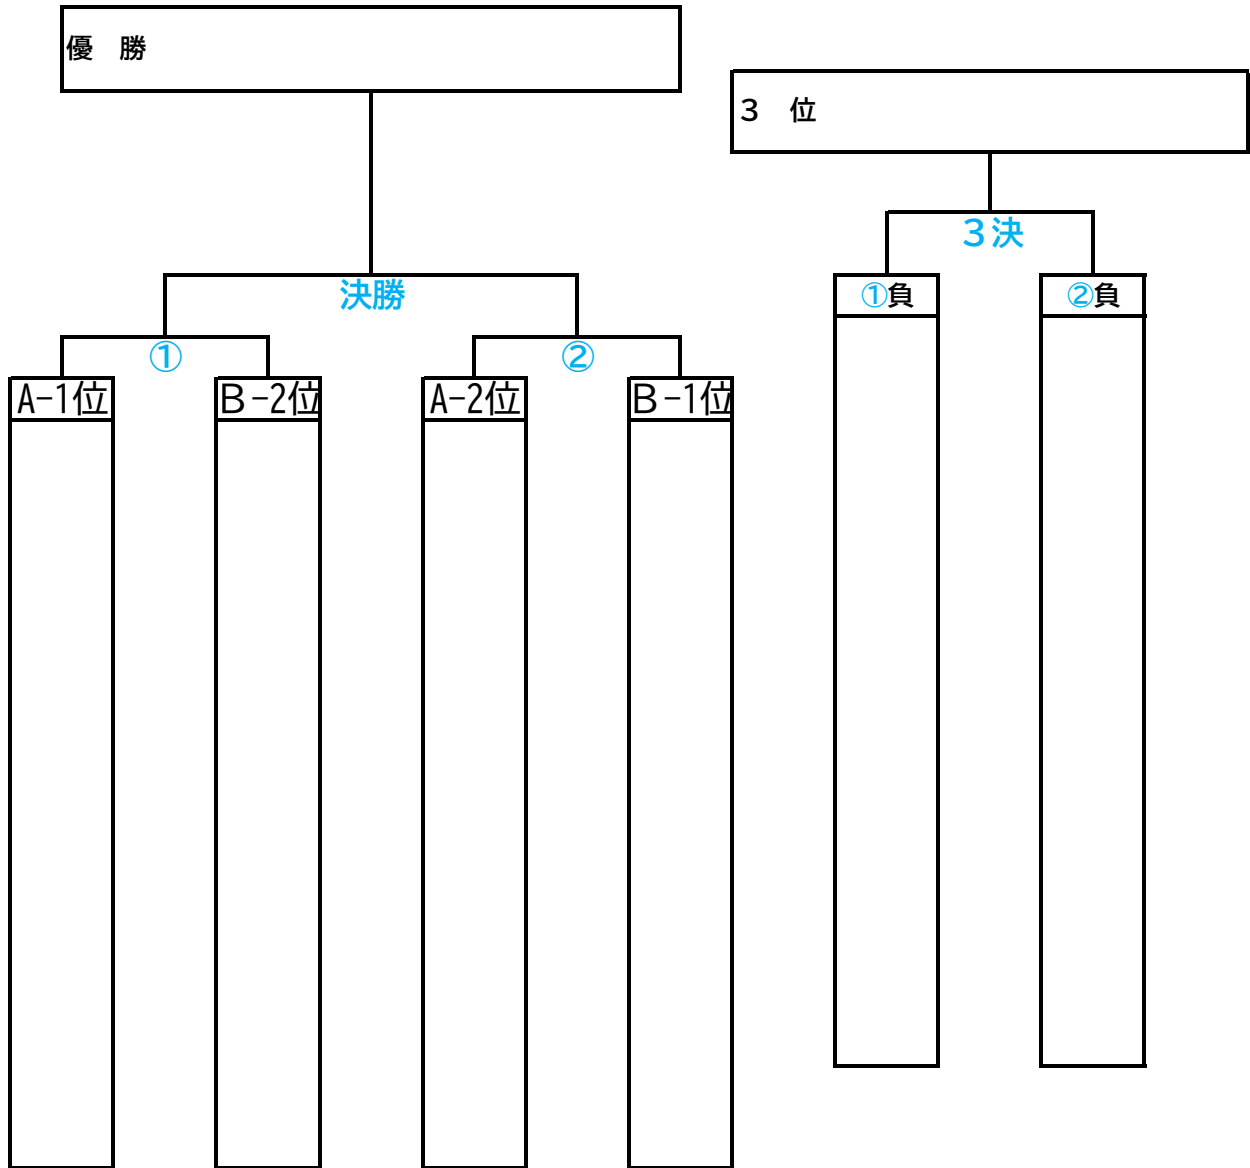 優　勝
３　位
３決
決勝
①負
②負
①
②
A-1位
Ｂ-2位
A-2位
Ｂ-1位